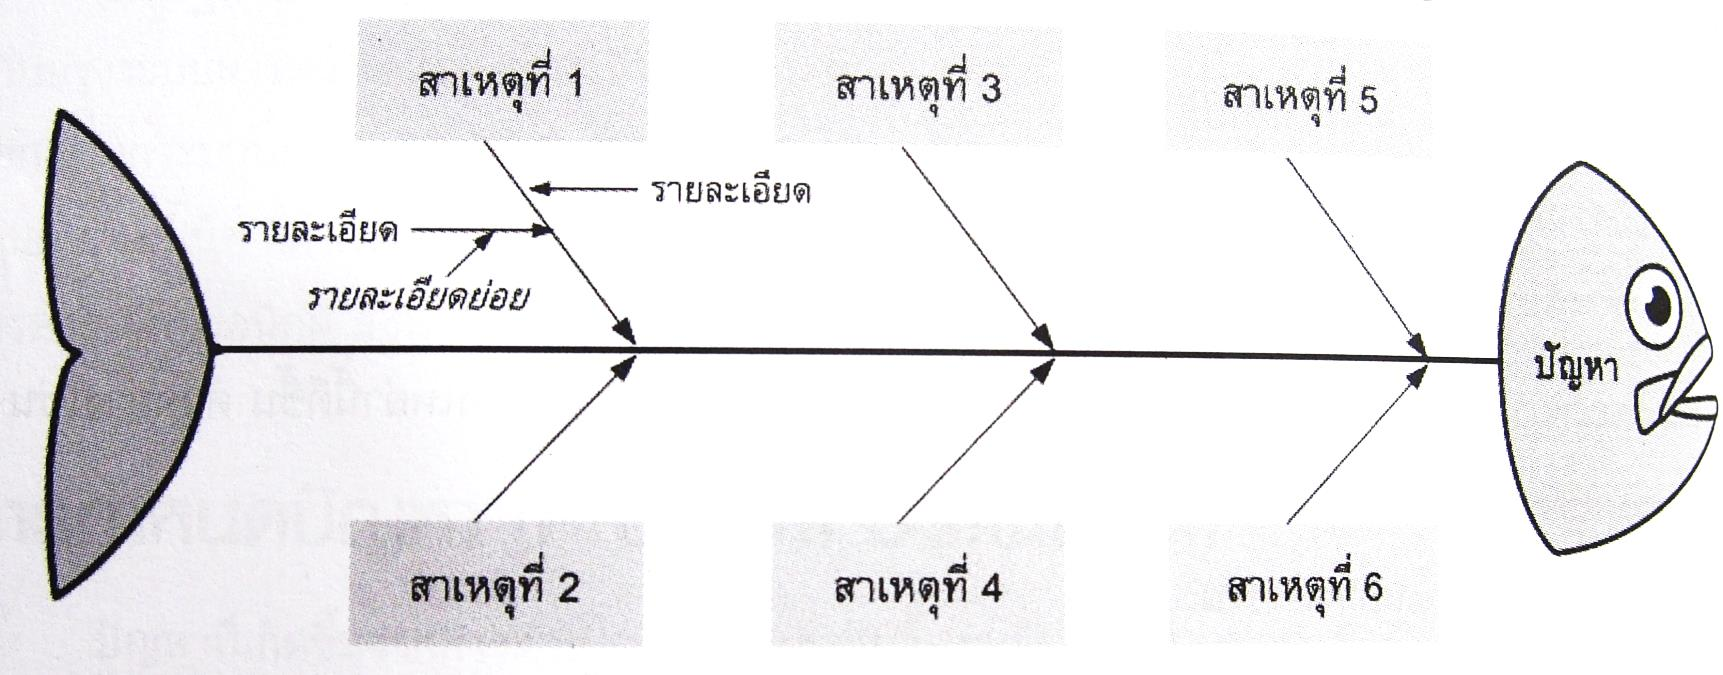 สาเหตุที่ 1
สาเหตุที่ 3
สาเหตุที่ 5
รายละเอียด
รายละเอียด
รายละเอียดย่อย
ปัญหา
สาเหตุที่ 2
สาเหตุที่ 4
สาเหตุที่ 6